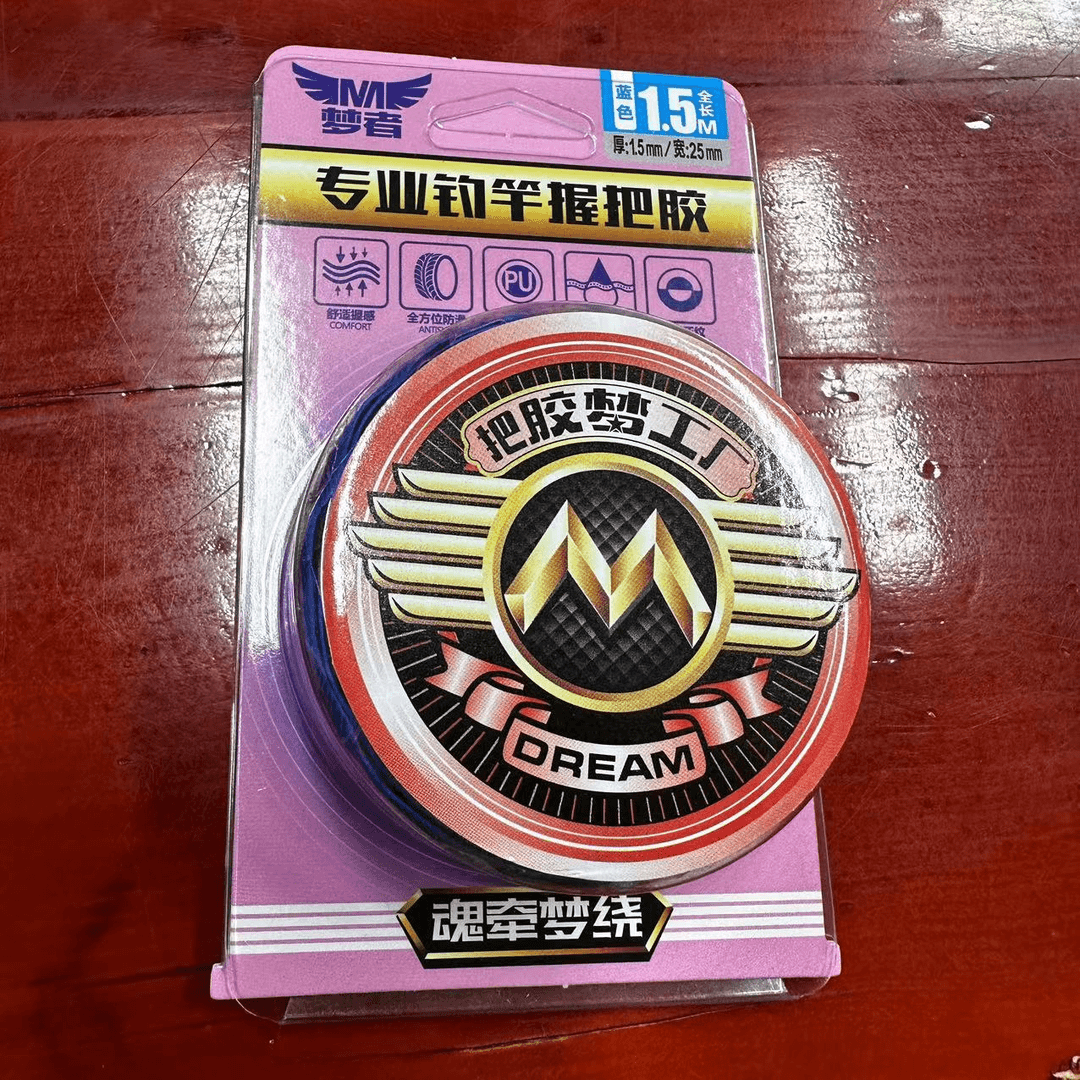 M
梦者
蓝色
1.5M
全长
厚:1.5mm/宽:25mm
专业钓竿握把胶
PU
舒适握感
COMFORT
全方位防滑
把胶梦工厂
M
DREAM
魂牵梦绕